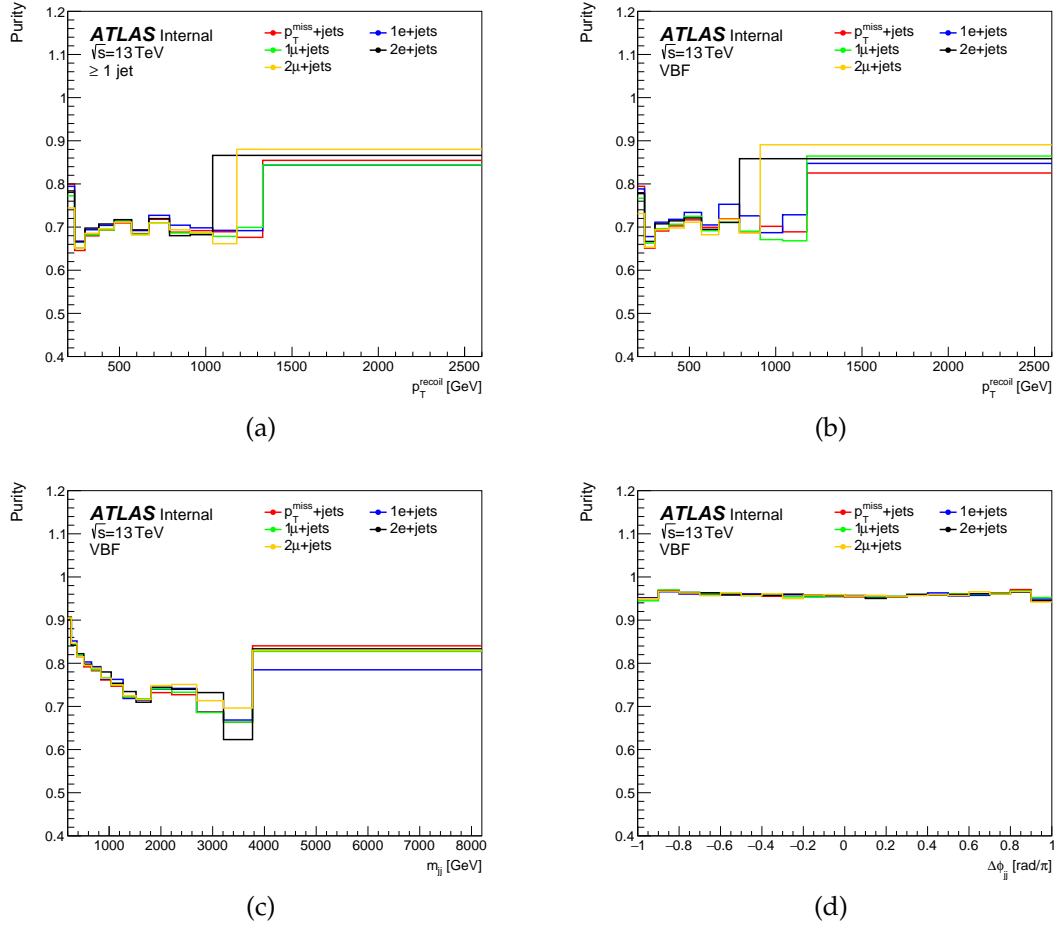 Purity
1.2
1.1
1
0.9
0.8
0.7
0.6
0.5
0.4
ATLAS Internal
√s=13 TeV
≥ 1 jet
p_T^miss+jets
1e+jets
1μ+jets
2e+jets
2μ+jets
500 1000 1500 2000 2500
p_T^recoil [GeV]
(a)
Purity
1.2
1.1
1
0.9
0.8
0.7
0.6
0.5
0.4
ATLAS Internal
√s=13 TeV
VBF
p_T^miss+jets
1e+jets
1μ+jets
2e+jets
2μ+jets
500 1000 1500 2000 2500
p_T^recoil [GeV]
(b)
Purity
1.2
1.1
1
0.9
0.8
0.7
0.6
0.5
0.4
ATLAS Internal
√s=13 TeV
VBF
p_T^miss+jets
1e+jets
1μ+jets
2e+jets
2μ+jets
1000 2000 3000 4000 5000 6000 7000 8000
m_jj [GeV]
(c)
Purity
1.2
1.1
1
0.9
0.8
0.7
0.6
0.5
0.4
ATLAS Internal
√s=13 TeV
VBF
p_T^miss+jets
1e+jets
1μ+jets
2e+jets
2μ+jets
−1 −0.8 −0.6 −0.4 −0.2 0 0.2 0.4 0.6 0.8 1
Δϕ_jj [rad/π]
(d)